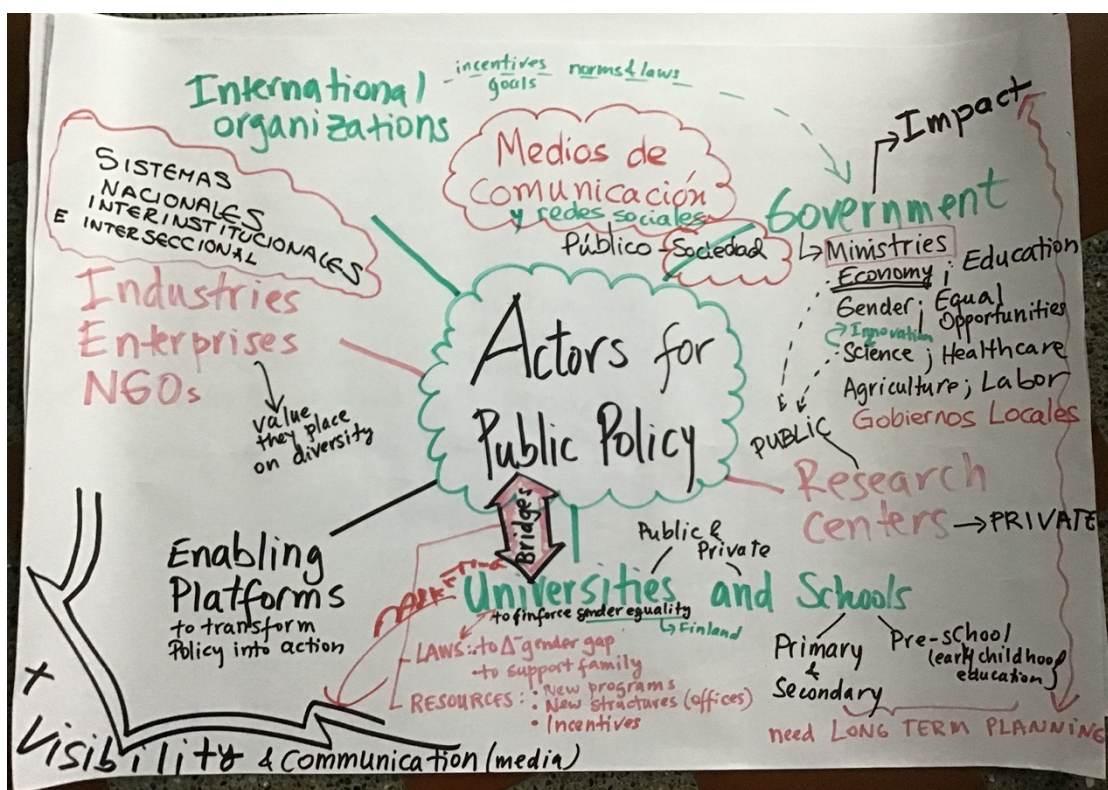 International
organizations
incentives norms & laws
goals
Impact
SISTEMAS
NACIONALES
INTERINSTITUCIONALES
E INTERSECCIONAL
Medios de
comunicación
y redes sociales
Público - Sociedad
Government
Ministries
Economy; Education
Gender; Equal
Opportunities
Innovation
Science; Healthcare
Agriculture; Labor
Gobiernos Locales
Industries
Enterprises
NGOs
value
they place
on diversity
Actors for
Public Policy
PUBLIC
Research
centers → PRIVATE
Bridges
Enabling
Platforms
to transform
Policy into action
Public &
Private
Universities and Schools
to finforce gender equality
Finland
LAWS: to Δ- gender gap
to support family
RESOURCES: • New programs
• New structures (offices)
• Incentives
Primary
&
Secondary
Pre-school
(early childhood
education)
need LONG TERM PLANNING
+
Visibility & communication (media)